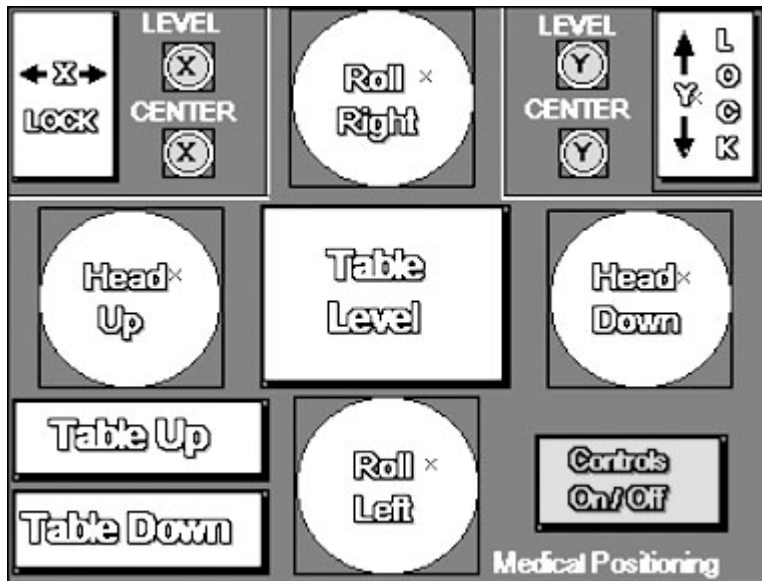 X
LOCK
LEVEL
X
CENTER
X
Roll
Right
LEVEL
Y
CENTER
Y
Y
LOCK
Head
Up
Table
Level
Head
Down
Table Up
Table Down
Roll
Left
Controls
On/Off
Medical Positioning